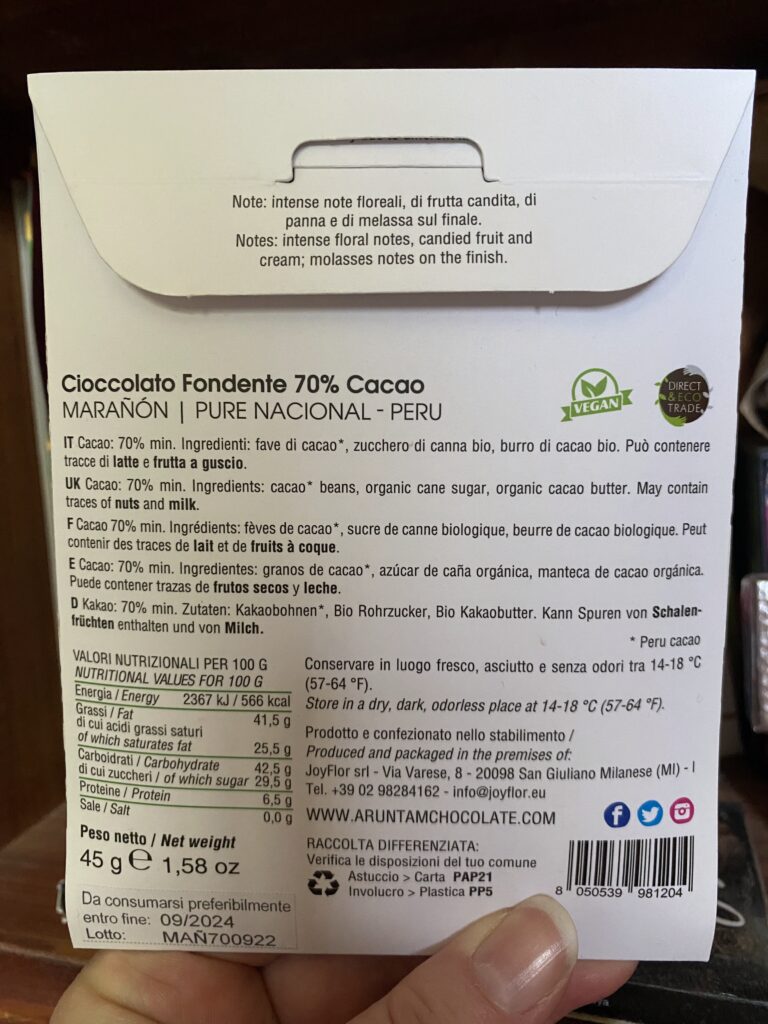 Note: intense note floreali, di frutta candita, di
panna e di melassa sul finale.
Notes: intense floral notes, candied fruit and
cream; molasses notes on the finish.
Cioccolato Fondente 70% Cacao
MARAÑÓN | PURE NACIONAL - PERU
VEGAN
DIRECT
& ECO
TRADE
IT Cacao: 70% min. Ingredienti: fave di cacao*, zucchero di canna bio, burro di cacao bio. Può contenere
tracce di latte e frutta a guscio.
UK Cacao: 70% min. Ingredients: cacao* beans, organic cane sugar, organic cacao butter. May contain
traces of nuts and milk.
F Cacao 70% min. Ingrédients: fèves de cacao*, sucre de canne biologique, beurre de cacao biologique. Peut
contenir des traces de lait et de fruits à coque.
E Cacao: 70% min. Ingredientes: granos de cacao*, azúcar de caña orgánica, manteca de cacao orgánica.
Puede contener trazas de frutos secos y leche.
D Kakao: 70% min. Zutaten: Kakaobohnen*, Bio Rohrzucker, Bio Kakaobutter. Kann Spuren von Schalen-
früchten enthalten und von Milch.
* Peru cacao
VALORI NUTRIZIONALI PER 100 G
NUTRITIONAL VALUES FOR 100 G
Energia / Energy 2367 kJ / 566 kcal
Grassi / Fat 41,5 g
di cui acidi grassi saturi
of which saturates fat 25,5 g
Carboidrati / Carbohydrate 42,5 g
di cui zuccheri / of which sugar 29,5 g
Proteine / Protein 6,5 g
Sale / Salt 0,0 g
Peso netto / Net weight
45 g e 1,58 oz
Da consumarsi preferibilmente
entro fine: 09/2024
Lotto: MAÑ700922
Conservare in luogo fresco, asciutto e senza odori tra 14-18 °C
(57-64 °F).
Store in a dry, dark, odorless place at 14-18 °C (57-64 °F).
Prodotto e confezionato nello stabilimento /
Produced and packaged in the premises of:
JoyFlor srl - Via Varese, 8 - 20098 San Giuliano Milanese (MI) - I
Tel. +39 02 98284162 - info@joyflor.eu
WWW.ARUNTAMCHOCOLATE.COM
RACCOLTA DIFFERENZIATA:
Verifica le disposizioni del tuo comune
Astuccio > Carta PAP21
Involucro > Plastica PP5
8 050539 981204